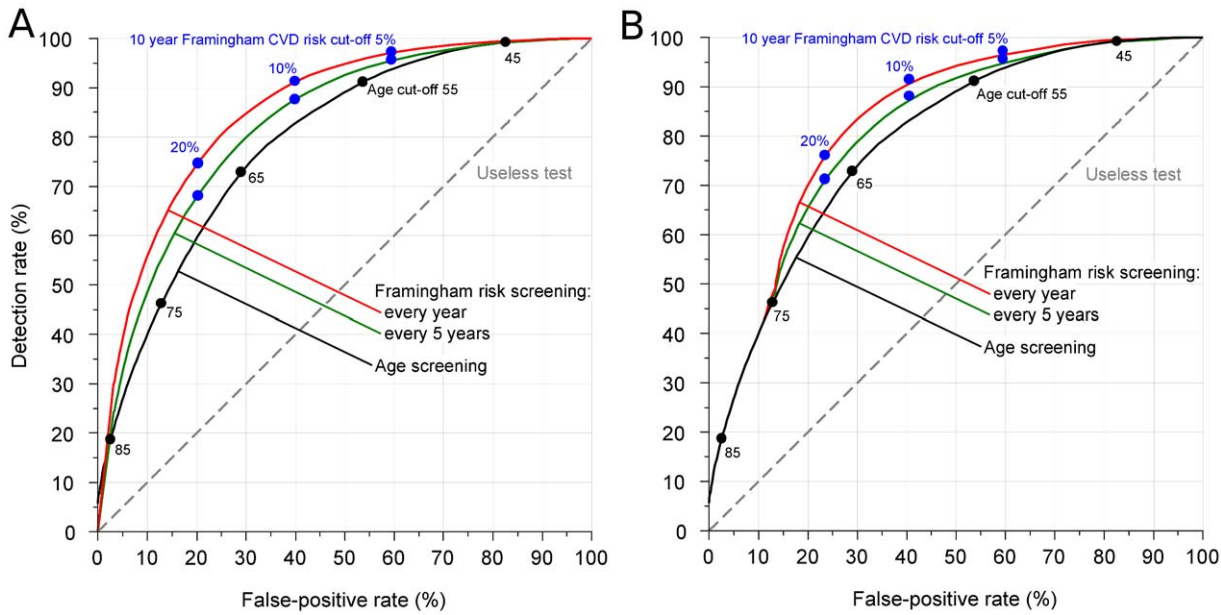 A
10 year Framingham CVD risk cut-off 5%
45
10%
Age cut-off 55
20%
65
Useless test
75
Framingham risk screening:
every year
every 5 years
Age screening
85
Detection rate (%)
100
90
80
70
60
50
40
30
20
10
0
0 10 20 30 40 50 60 70 80 90 100
False-positive rate (%)
B
10 year Framingham CVD risk cut-off 5%
45
10%
Age cut-off 55
20%
65
Useless test
75
Framingham risk screening:
every year
every 5 years
Age screening
85
100
90
80
70
60
50
40
30
20
10
0
0 10 20 30 40 50 60 70 80 90 100
False-positive rate (%)